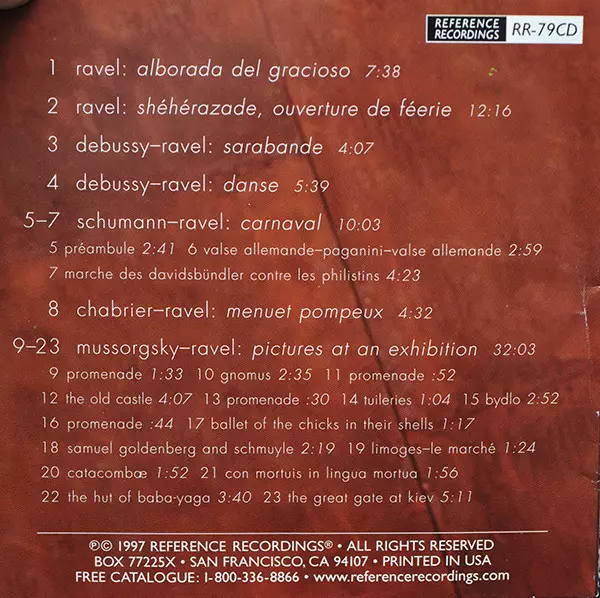 REFERENCE RECORDINGS RR-79CD
1 ravel: alborada del gracioso 7:38
2 ravel: shéhérazade, ouverture de féerie 12:16
3 debussy–ravel: sarabande 4:07
4 debussy–ravel: danse 5:39
5–7 schumann–ravel: carnaval 10:03
5 préambule 2:41 6 valse allemande–paganini–valse allemande 2:59
7 marche des davidsbündler contre les philistins 4:23
8 chabrier–ravel: menuet pompeux 4:32
9–23 mussorgsky–ravel: pictures at an exhibition 32:03
9 promenade 1:33 10 gnomus 2:35 11 promenade :52
12 the old castle 4:07 13 promenade :30 14 tuileries 1:04 15 bydlo 2:52
16 promenade :44 17 ballet of the chicks in their shells 1:17
18 samuel goldenberg and schmuyle 2:19 19 limoges–le marché 1:24
20 catacombæ 1:52 21 con mortuis in lingua mortua 1:56
22 the hut of baba-yaga 3:40 23 the great gate at kiev 5:11
℗© 1997 REFERENCE RECORDINGS® • ALL RIGHTS RESERVED
BOX 77225X • SAN FRANCISCO, CA 94107 • PRINTED IN USA
FREE CATALOGUE: 1-800-336-8866 • www.referencerecordings.com